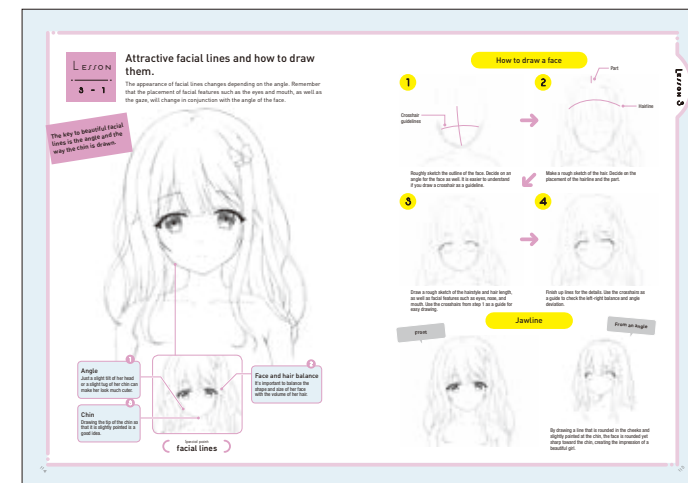 Lesson
3 - 1
Attractive facial lines and how to draw
them.
The appearance of facial lines changes depending on the angle. Remember
that the placement of facial features such as the eyes and mouth, as well as
the gaze, will change in conjunction with the angle of the face.
The key to beautiful facial
lines is the angle and the
way the chin is drawn.
1
Angle
Just a slight tilt of her head
or a slight tug of her chin can
make her look much cuter.
3
Chin
Drawing the tip of the chin so
that it is slightly pointed is a
good idea.
2
Face and hair balance
It's important to balance the
shape and size of her face
with the volume of her hair.
Special point
facial lines
How to draw a face
1
Crosshair
guidelines
Roughly sketch the outline of the face. Decide on an
angle for the face as well. It is easier to understand
if you draw a crosshair as a guideline.
2
Part
Hairline
Make a rough sketch of the hair. Decide on the
placement of the hairline and the part.
3
Draw a rough sketch of the hairstyle and hair length,
as well as facial features such as eyes, nose, and
mouth. Use the crosshairs from step 1 as a guide for
easy drawing.
4
Finish up lines for the details. Use the crosshairs as
a guide to check the left-right balance and angle
deviation.
Jawline
Front
From an Angle
By drawing a line that is rounded in the cheeks and
slightly pointed at the chin, the face is rounded yet
sharp toward the chin, creating the impression of a
beautiful girl.
Lesson 3